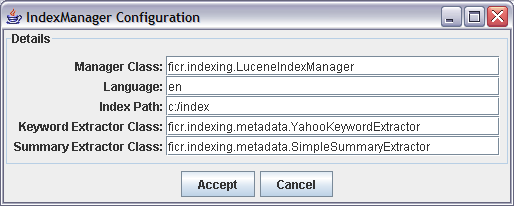 IndexManager Configuration
Details
Manager Class: ficr.indexing.LuceneIndexManager
Language: en
Index Path: c:/index
Keyword Extractor Class: ficr.indexing.metadata.YahooKeywordExtractor
Summary Extractor Class: ficr.indexing.metadata.SimpleSummaryExtractor
Accept Cancel